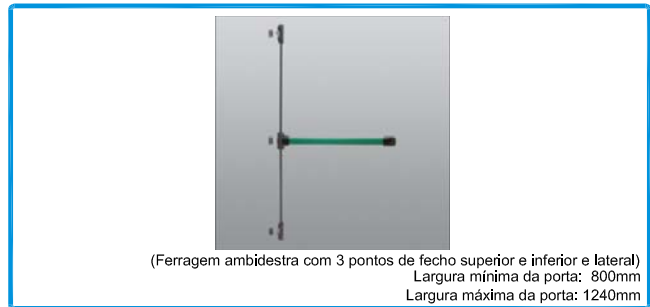 (Ferragem ambidestra com 3 pontos de fecho superior e inferior e lateral)
Largura mínima da porta: 800mm
Largura máxima da porta: 1240mm